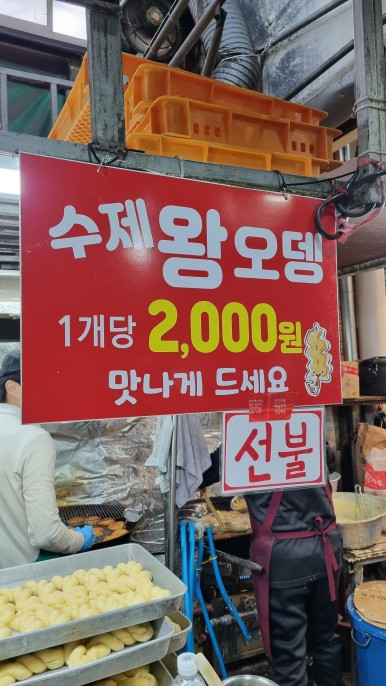 수제 왕오뎅
1개당 2,000원
맛나게 드세요
선불